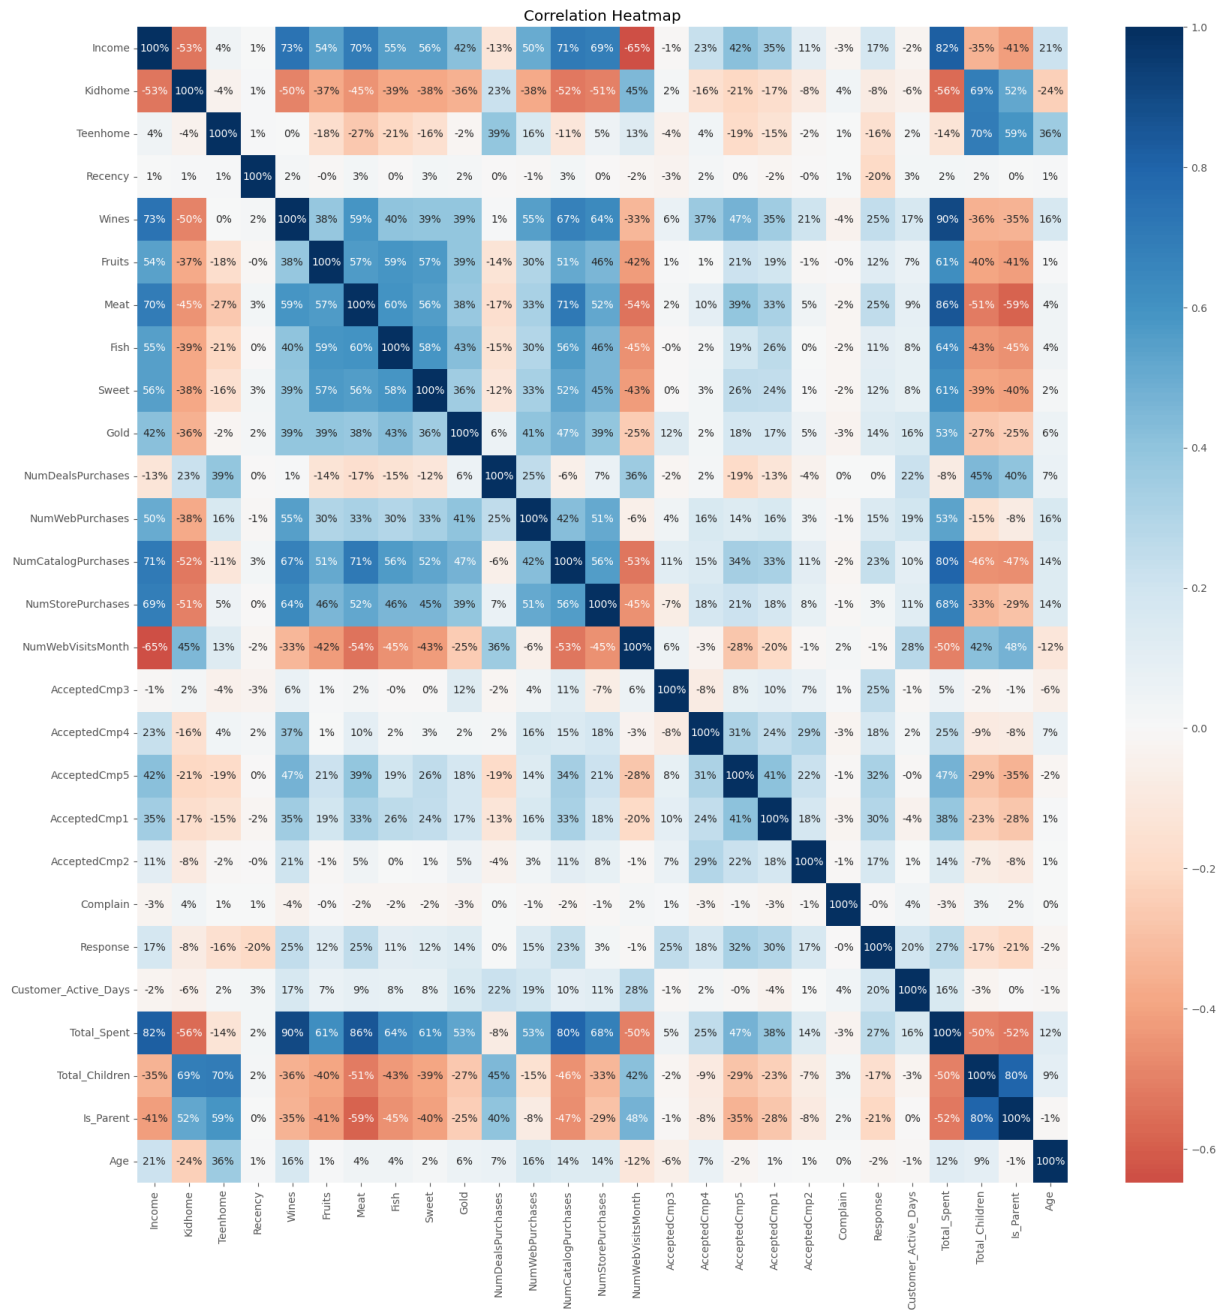 Correlation Heatmap
Income 100% -53% 4% 1% 73% 54% 70% 55% 56% 42% -13% 50% 71% 69% -65% -1% 23% 42% 35% 11% -3% 17% -2% 82% -35% -41% 21%
Kidhome -53% 100% -4% 1% -50% -37% -45% -39% -38% -36% 23% -38% -52% -51% 45% 2% -16% -21% -17% -8% 4% -8% -6% -56% 69% 52% -24%
Teenhome 4% -4% 100% 1% 0% -18% -27% -21% -16% -2% 39% 16% -11% 5% 13% -4% 4% -19% -15% -2% 1% -16% 2% -14% 70% 59% 36%
Recency 1% 1% 1% 100% 2% -0% 3% 0% 3% 2% 0% -1% 3% 0% -2% -3% 2% 0% -2% -0% 1% -20% 3% 2% 2% 0% 1%
Wines 73% -50% 0% 2% 100% 38% 59% 40% 39% 39% 1% 55% 67% 64% -33% 6% 37% 47% 35% 21% -4% 25% 17% 90% -36% -35% 16%
Fruits 54% -37% -18% -0% 38% 100% 57% 59% 57% 39% -14% 30% 51% 46% -42% 1% 1% 21% 19% -1% -0% 12% 7% 61% -40% -41% 1%
Meat 70% -45% -27% 3% 59% 57% 100% 60% 56% 38% -17% 33% 71% 52% -54% 2% 10% 39% 33% 5% -2% 25% 9% 86% -51% -59% 4%
Fish 55% -39% -21% 0% 40% 59% 60% 100% 58% 43% -15% 30% 56% 46% -45% -0% 2% 19% 26% 0% -2% 11% 8% 64% -43% -45% 4%
Sweet 56% -38% -16% 3% 39% 57% 56% 58% 100% 36% -12% 33% 52% 45% -43% 0% 3% 26% 24% 1% -2% 12% 8% 61% -39% -40% 2%
Gold 42% -36% -2% 2% 39% 39% 38% 43% 36% 100% 6% 41% 47% 39% -25% 12% 2% 18% 17% 5% -3% 14% 16% 53% -27% -25% 6%
NumDealsPurchases -13% 23% 39% 0% 1% -14% -17% -15% -12% 6% 100% 25% -6% 7% 36% -2% 2% -19% -13% -4% 0% 0% 22% -8% 45% 40% 7%
NumWebPurchases 50% -38% 16% -1% 55% 30% 33% 30% 33% 41% 25% 100% 42% 51% -6% 4% 16% 14% 16% 3% -1% 15% 19% 53% -15% -8% 16%
NumCatalogPurchases 71% -52% -11% 3% 67% 51% 71% 56% 52% 47% -6% 42% 100% 56% -53% 11% 15% 34% 33% 11% -2% 23% 10% 80% -46% -47% 14%
NumStorePurchases 69% -51% 5% 0% 64% 46% 52% 46% 45% 39% 7% 51% 56% 100% -45% -7% 18% 21% 18% 8% -1% 3% 11% 68% -33% -29% 14%
NumWebVisitsMonth -65% 45% 13% -2% -33% -42% -54% -45% -43% -25% 36% -6% -53% -45% 100% 6% -3% -28% -20% -1% 2% -1% 28% -50% 42% 48% -12%
AcceptedCmp3 -1% 2% -4% -3% 6% 1% 2% -0% 0% 12% -2% 4% 11% -7% 6% 100% -8% 8% 10% 7% 1% 25% -1% 5% -2% -1% -6%
AcceptedCmp4 23% -16% 4% 2% 37% 1% 10% 2% 3% 2% 2% 16% 15% 18% -3% -8% 100% 31% 24% 29% -3% 18% 2% 25% -9% -8% 7%
AcceptedCmp5 42% -21% -19% 0% 47% 21% 39% 19% 26% 18% -19% 14% 34% 21% -28% 8% 31% 100% 41% 22% -1% 32% -0% 47% -29% -35% -2%
AcceptedCmp1 35% -17% -15% -2% 35% 19% 33% 26% 24% 17% -13% 16% 33% 18% -20% 10% 24% 41% 100% 18% -3% 30% -4% 38% -23% -28% 1%
AcceptedCmp2 11% -8% -2% -0% 21% -1% 5% 0% 1% 5% -4% 3% 11% 8% -1% 7% 29% 22% 18% 100% -1% 17% 1% 14% -7% -8% 1%
Complain -3% 4% 1% 1% -4% -0% -2% -2% -2% -3% 0% -1% -2% -1% 2% 1% -3% -1% -3% -1% 100% -0% 4% -3% 3% 2% 0%
Response 17% -8% -16% -20% 25% 12% 25% 11% 12% 14% 0% 15% 23% 3% -1% 25% 18% 32% 30% 17% -0% 100% 20% 27% -17% -21% -2%
Customer_Active_Days -2% -6% 2% 3% 17% 7% 9% 8% 8% 16% 22% 19% 10% 11% 28% -1% 2% -0% -4% 1% 4% 20% 100% 16% -3% 0% -1%
Total_Spent 82% -56% -14% 2% 90% 61% 86% 64% 61% 53% -8% 53% 80% 68% -50% 5% 25% 47% 38% 14% -3% 27% 16% 100% -50% -52% 12%
Total_Children -35% 69% 70% 2% -36% -40% -51% -43% -39% -27% 45% -15% -46% -33% 42% -2% -9% -29% -23% -7% 3% -17% -3% -50% 100% 80% 9%
Is_Parent -41% 52% 59% 0% -35% -41% -59% -45% -40% -25% 40% -8% -47% -29% 48% -1% -8% -35% -28% -8% 2% -21% 0% -52% 80% 100% -1%
Age 21% -24% 36% 1% 16% 1% 4% 4% 2% 6% 7% 16% 14% 14% -12% -6% 7% -2% 1% 1% 0% -2% -1% 12% 9% -1% 100%
Income
Kidhome
Teenhome
Recency
Wines
Fruits
Meat
Fish
Sweet
Gold
NumDealsPurchases
NumWebPurchases
NumCatalogPurchases
NumStorePurchases
NumWebVisitsMonth
AcceptedCmp3
AcceptedCmp4
AcceptedCmp5
AcceptedCmp1
AcceptedCmp2
Complain
Response
Customer_Active_Days
Total_Spent
Total_Children
Is_Parent
Age
1.0
0.8
0.6
0.4
0.2
0.0
−0.2
−0.4
−0.6